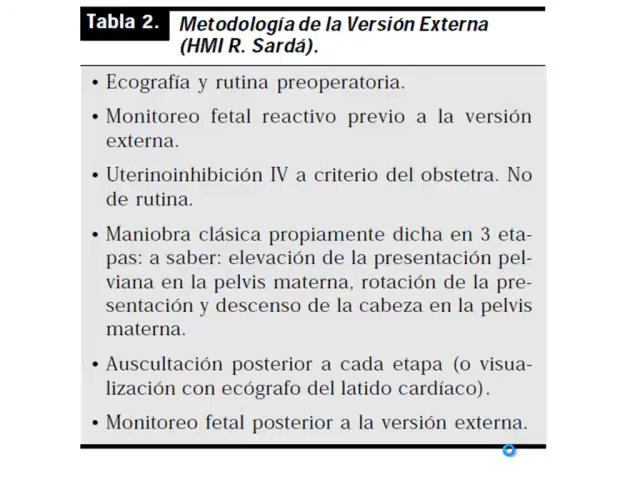 Tabla 2. Metodología de la Versión Externa
(HMI R. Sardá).
• Ecografía y rutina preoperatoria.
• Monitoreo fetal reactivo previo a la versión
externa.
• Uterinoinhibición IV a criterio del obstetra. No
de rutina.
• Maniobra clásica propiamente dicha en 3 eta-
pas: a saber: elevación de la presentación pel-
viana en la pelvis materna, rotación de la pre-
sentación y descenso de la cabeza en la pelvis
materna.
• Auscultación posterior a cada etapa (o visua-
lización con ecógrafo del latido cardíaco).
• Monitoreo fetal posterior a la versión externa.